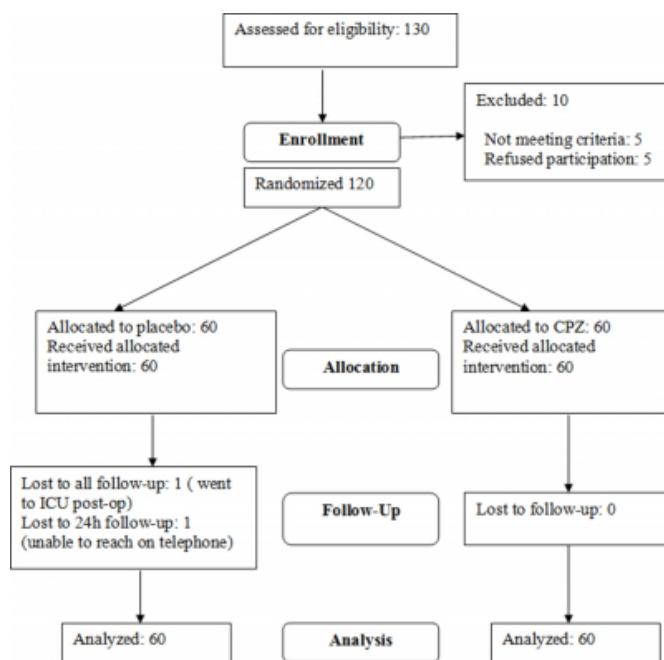 Assessed for eligibility: 130
Excluded: 10
Not meeting criteria: 5
Refused participation: 5
Enrollment
Randomized 120
Allocated to placebo: 60
Received allocated
intervention: 60
Allocation
Allocated to CPZ: 60
Received allocated
intervention: 60
Lost to all follow-up: 1 ( went
to ICU post-op)
Lost to 24h follow-up: 1
(unable to reach on telephone)
Follow-Up
Lost to follow-up: 0
Analyzed: 60
Analysis
Analyzed: 60